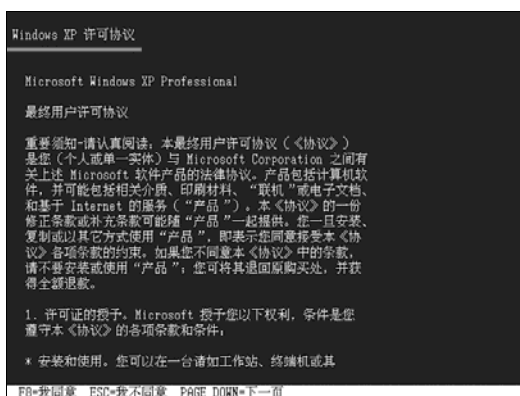 Windows XP 许可协议
Microsoft Windows XP Professional
最终用户许可协议
重要须知-请认真阅读：本最终用户许可协议（《协议》）
是您（个人或单一实体）与 Microsoft Corporation 之间有
关上述 Microsoft 软件产品的法律协议。产品包括计算机软
件，并可能包括相关介质、印刷材料、“联机”或电子文档、
和基于 Internet 的服务（“产品”）。本《协议》的一份
修正条款或补充条款可能随“产品”一起提供。您一旦安装、
复制或以其它方式使用“产品”，即表示您同意接受本《协
议》各项条款的约束。如果您不同意本《协议》中的条款，
请不要安装或使用“产品”；您可将其退回原购买处，并获
得全额退款。
1. 许可证的授予。Microsoft 授予您以下权利，条件是您
遵守本《协议》的各项条款和条件：
* 安装和使用。您可以在一台诸如工作站、终端机或其
F8=我同意 ESC=我不同意 PAGE DOWN=下一页